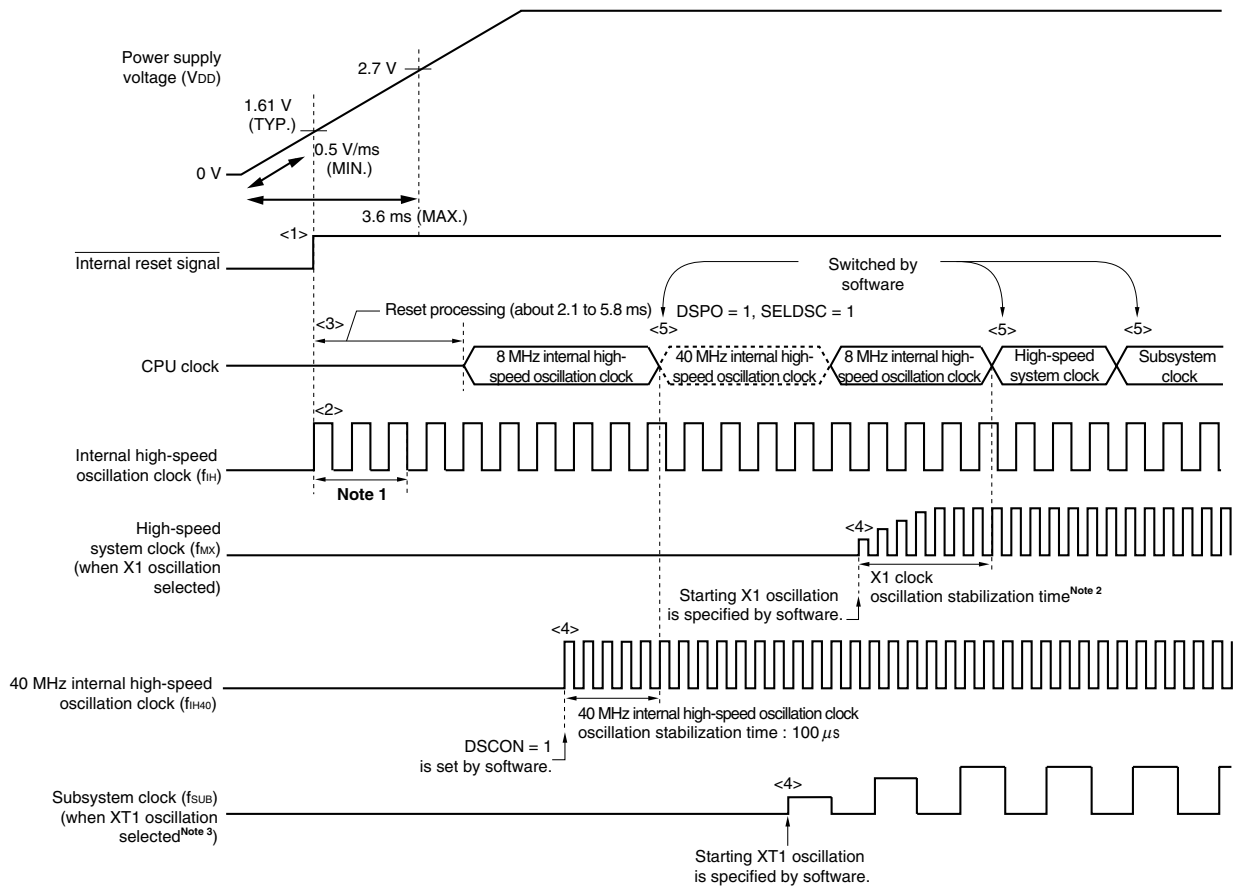 Power supply
voltage (VDD)
2.7 V
1.61 V
(TYP.)
0.5 V/ms
(MIN.)
0 V
3.6 ms (MAX.)
<1>
Internal reset signal
Switched by
software
<3>
Reset processing (about 2.1 to 5.8 ms)
DSPO = 1, SELDSC = 1
<5>
<5>
<5>
CPU clock
8 MHz internal high-
speed oscillation clock
40 MHz internal high-
speed oscillation clock
8 MHz internal high-
speed oscillation clock
High-speed
system clock
Subsystem
clock
<2>
Internal high-speed
oscillation clock (fIH)
Note 1
High-speed
system clock (fMX)
(when X1 oscillation
selected)
<4>
Starting X1 oscillation
is specified by software.
X1 clock
oscillation stabilization time Note 2
<4>
40 MHz internal high-speed
oscillation clock (fIH40)
40 MHz internal high-speed oscillation clock
oscillation stabilization time : 100 μs
DSCON = 1
is set by software.
<4>
Subsystem clock (fSUB)
(when XT1 oscillation
selected Note 3)
Starting XT1 oscillation
is specified by software.